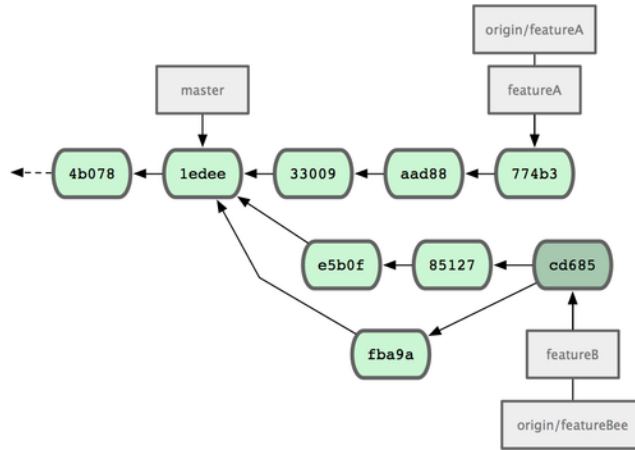 origin/featureA
master
featureA
4b078
1edee
33009
aad88
774b3
e5b0f
85127
cd685
fba9a
featureB
origin/featureBee